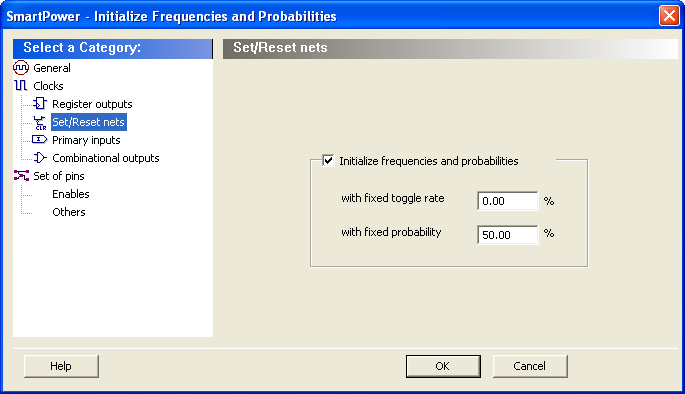 SmartPower - Initialize Frequencies and Probabilities
Select a Category:
General
Clocks
Register outputs
CLR Set/Reset nets
Primary inputs
Combinational outputs
Set of pins
Enables
Others
Set/Reset nets
Initialize frequencies and probabilities
with fixed toggle rate 0.00 %
with fixed probability 50.00 %
Help OK Cancel